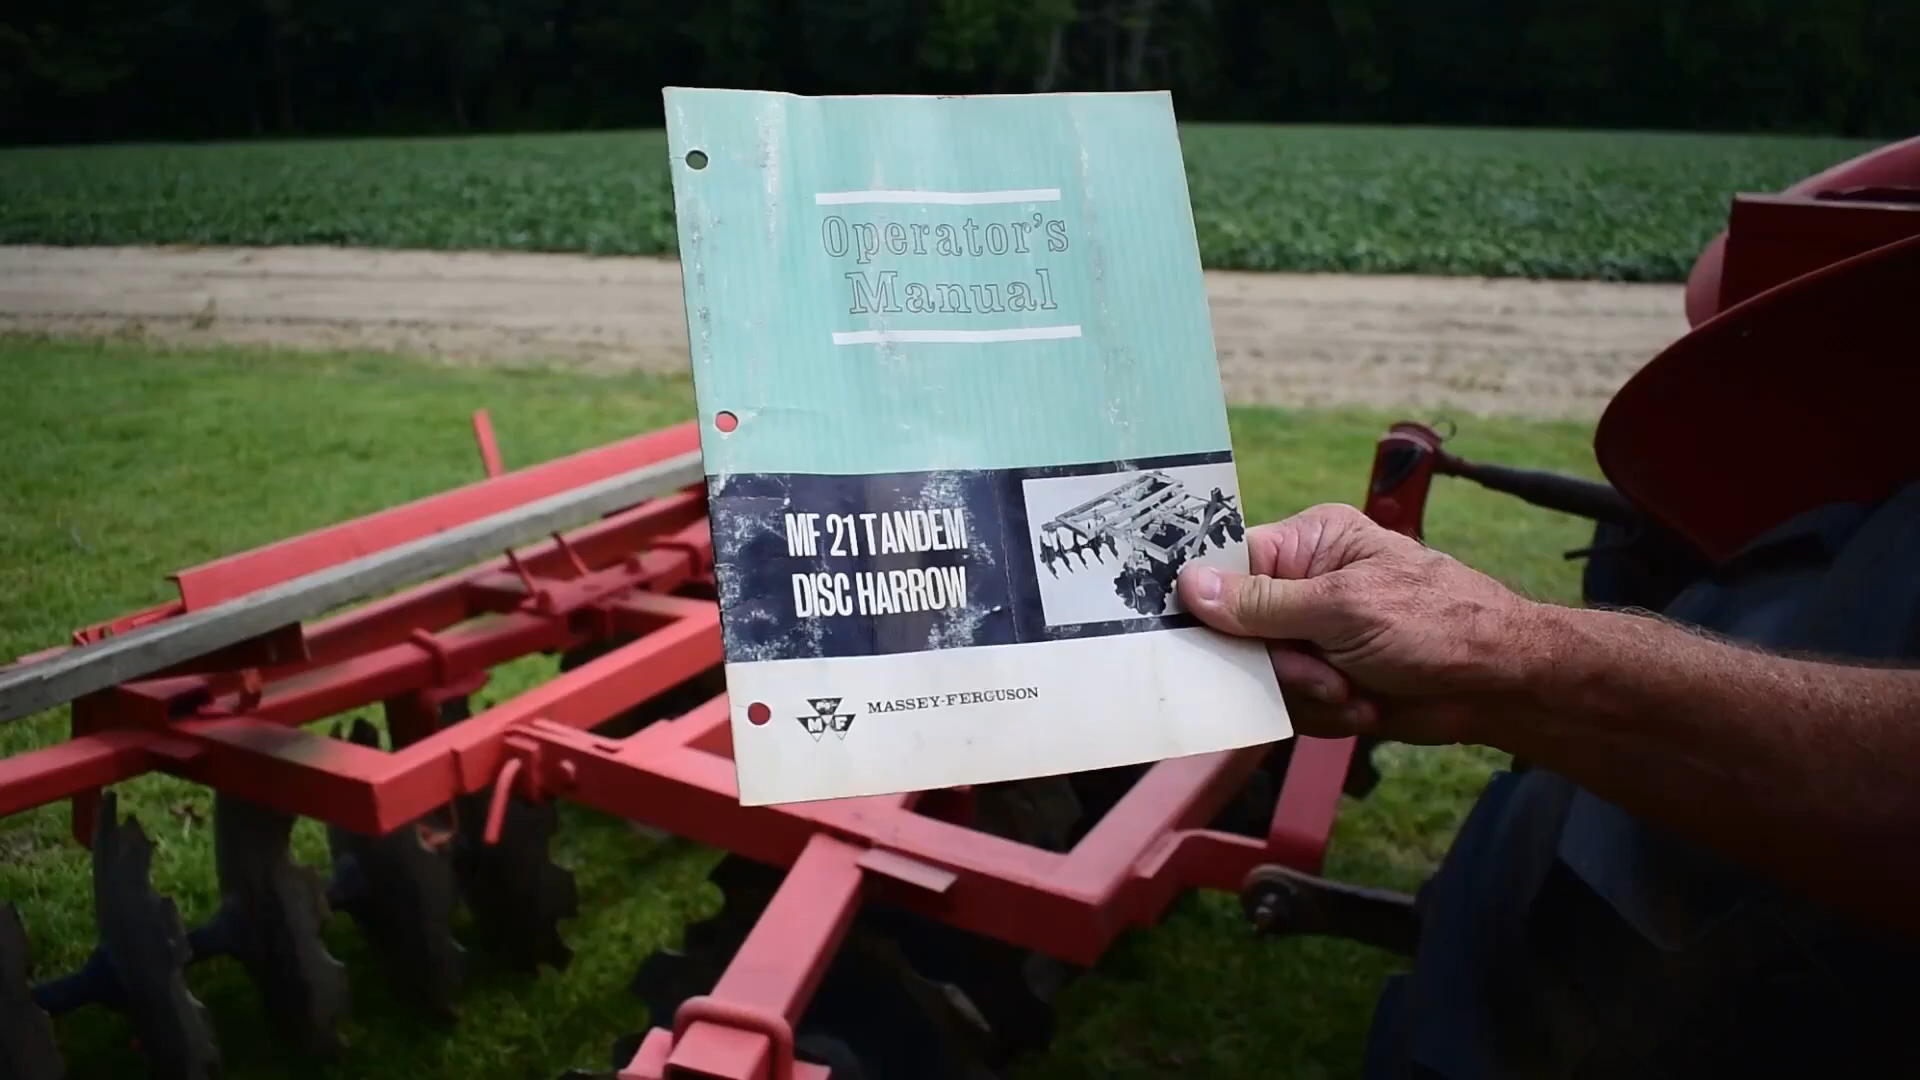 Operator's
Manual
MF 21 TANDEM
DISC HARROW
MF
MASSEY-FERGUSON